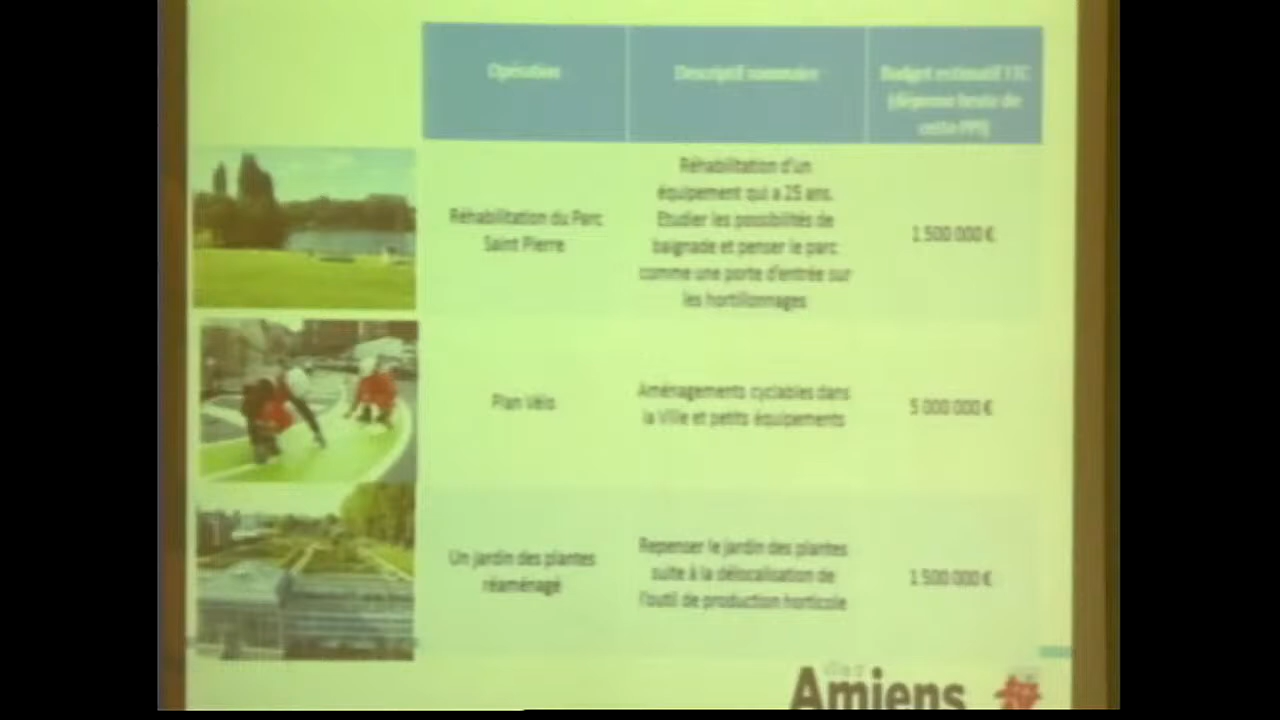 Opération
Descriptif sommaire
Budget estimatif TTC
(dépense brute de
cette PPI)
Réhabilitation du Parc
Saint Pierre
Réhabilitation d'un
équipement qui a 25 ans.
Etudier les possibilités de
baignade et penser le parc
comme une porte d'entrée sur
les hortillonnages
1 500 000 €
Plan Vélo
Aménagements cyclables dans
la Ville et petits équipements
5 000 000 €
Un jardin des plantes
réaménagé
Repenser le jardin des plantes
suite à la délocalisation de
l'outil de production horticole
1 500 000 €
Amiens